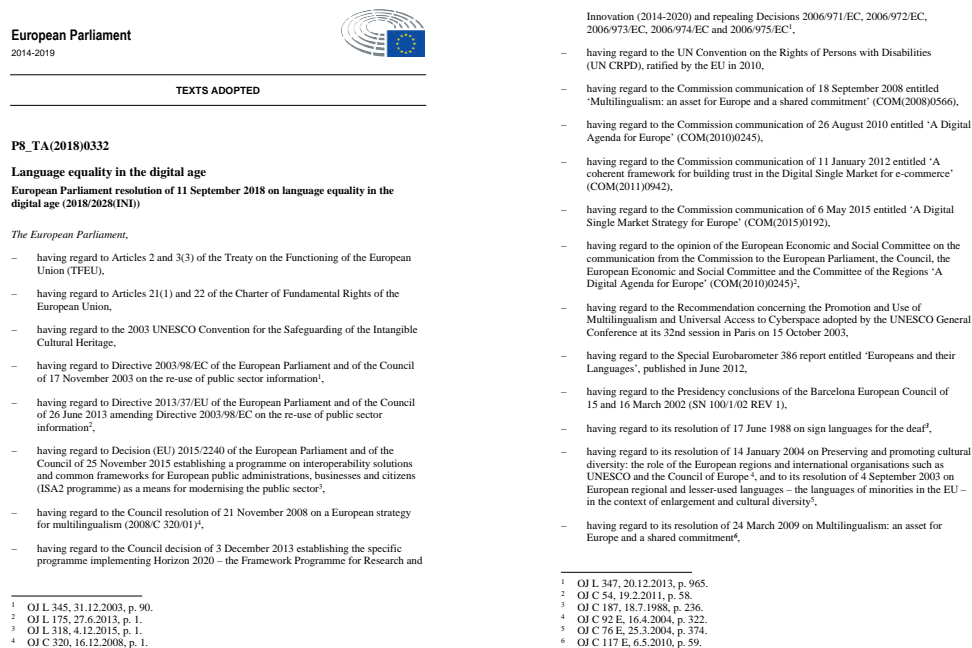 European Parliament
2014-2019
TEXTS ADOPTED
P8_TA(2018)0332
Language equality in the digital age
European Parliament resolution of 11 September 2018 on language equality in the
digital age (2018/2028(INI))
The European Parliament,
– having regard to Articles 2 and 3(3) of the Treaty on the Functioning of the European
Union (TFEU),
– having regard to Articles 21(1) and 22 of the Charter of Fundamental Rights of the
European Union,
– having regard to the 2003 UNESCO Convention for the Safeguarding of the Intangible
Cultural Heritage,
– having regard to Directive 2003/98/EC of the European Parliament and of the Council
of 17 November 2003 on the re-use of public sector information¹,
– having regard to Directive 2013/37/EU of the European Parliament and of the Council
of 26 June 2013 amending Directive 2003/98/EC on the re-use of public sector
information²,
– having regard to Decision (EU) 2015/2240 of the European Parliament and of the
Council of 25 November 2015 establishing a programme on interoperability solutions
and common frameworks for European public administrations, businesses and citizens
(ISA2 programme) as a means for modernising the public sector³,
– having regard to the Council resolution of 21 November 2008 on a European strategy
for multilingualism (2008/C 320/01)⁴,
– having regard to the Council decision of 3 December 2013 establishing the specific
programme implementing Horizon 2020 – the Framework Programme for Research and
¹ OJ L 345, 31.12.2003, p. 90.
² OJ L 175, 27.6.2013, p. 1.
³ OJ L 318, 4.12.2015, p. 1.
⁴ OJ C 320, 16.12.2008, p. 1.
Innovation (2014-2020) and repealing Decisions 2006/971/EC, 2006/972/EC,
2006/973/EC, 2006/974/EC and 2006/975/EC¹,
– having regard to the UN Convention on the Rights of Persons with Disabilities
(UN CRPD), ratified by the EU in 2010,
– having regard to the Commission communication of 18 September 2008 entitled
‘Multilingualism: an asset for Europe and a shared commitment’ (COM(2008)0566),
– having regard to the Commission communication of 26 August 2010 entitled ‘A Digital
Agenda for Europe’ (COM(2010)0245),
– having regard to the Commission communication of 11 January 2012 entitled ‘A
coherent framework for building trust in the Digital Single Market for e-commerce’
(COM(2011)0942),
– having regard to the Commission communication of 6 May 2015 entitled ‘A Digital
Single Market Strategy for Europe’ (COM(2015)0192),
– having regard to the opinion of the European Economic and Social Committee on the
communication from the Commission to the European Parliament, the Council, the
European Economic and Social Committee and the Committee of the Regions ‘A
Digital Agenda for Europe’ (COM(2010)0245)²,
– having regard to the Recommendation concerning the Promotion and Use of
Multilingualism and Universal Access to Cyberspace adopted by the UNESCO General
Conference at its 32nd session in Paris on 15 October 2003,
– having regard to the Special Eurobarometer 386 report entitled ‘Europeans and their
Languages’, published in June 2012,
– having regard to the Presidency conclusions of the Barcelona European Council of
15 and 16 March 2002 (SN 100/1/02 REV 1),
– having regard to its resolution of 17 June 1988 on sign languages for the deaf³,
– having regard to its resolution of 14 January 2004 on Preserving and promoting cultural
diversity: the role of the European regions and international organisations such as
UNESCO and the Council of Europe⁴, and to its resolution of 4 September 2003 on
European regional and lesser-used languages – the languages of minorities in the EU –
in the context of enlargement and cultural diversity⁵,
– having regard to its resolution of 24 March 2009 on Multilingualism: an asset for
Europe and a shared commitment⁶,
¹ OJ L 347, 20.12.2013, p. 965.
² OJ C 54, 19.2.2011, p. 58.
³ OJ C 187, 18.7.1988, p. 236.
⁴ OJ C 92 E, 16.4.2004, p. 322.
⁵ OJ C 76 E, 25.3.2004, p. 374.
⁶ OJ C 117 E, 6.5.2010, p. 59.